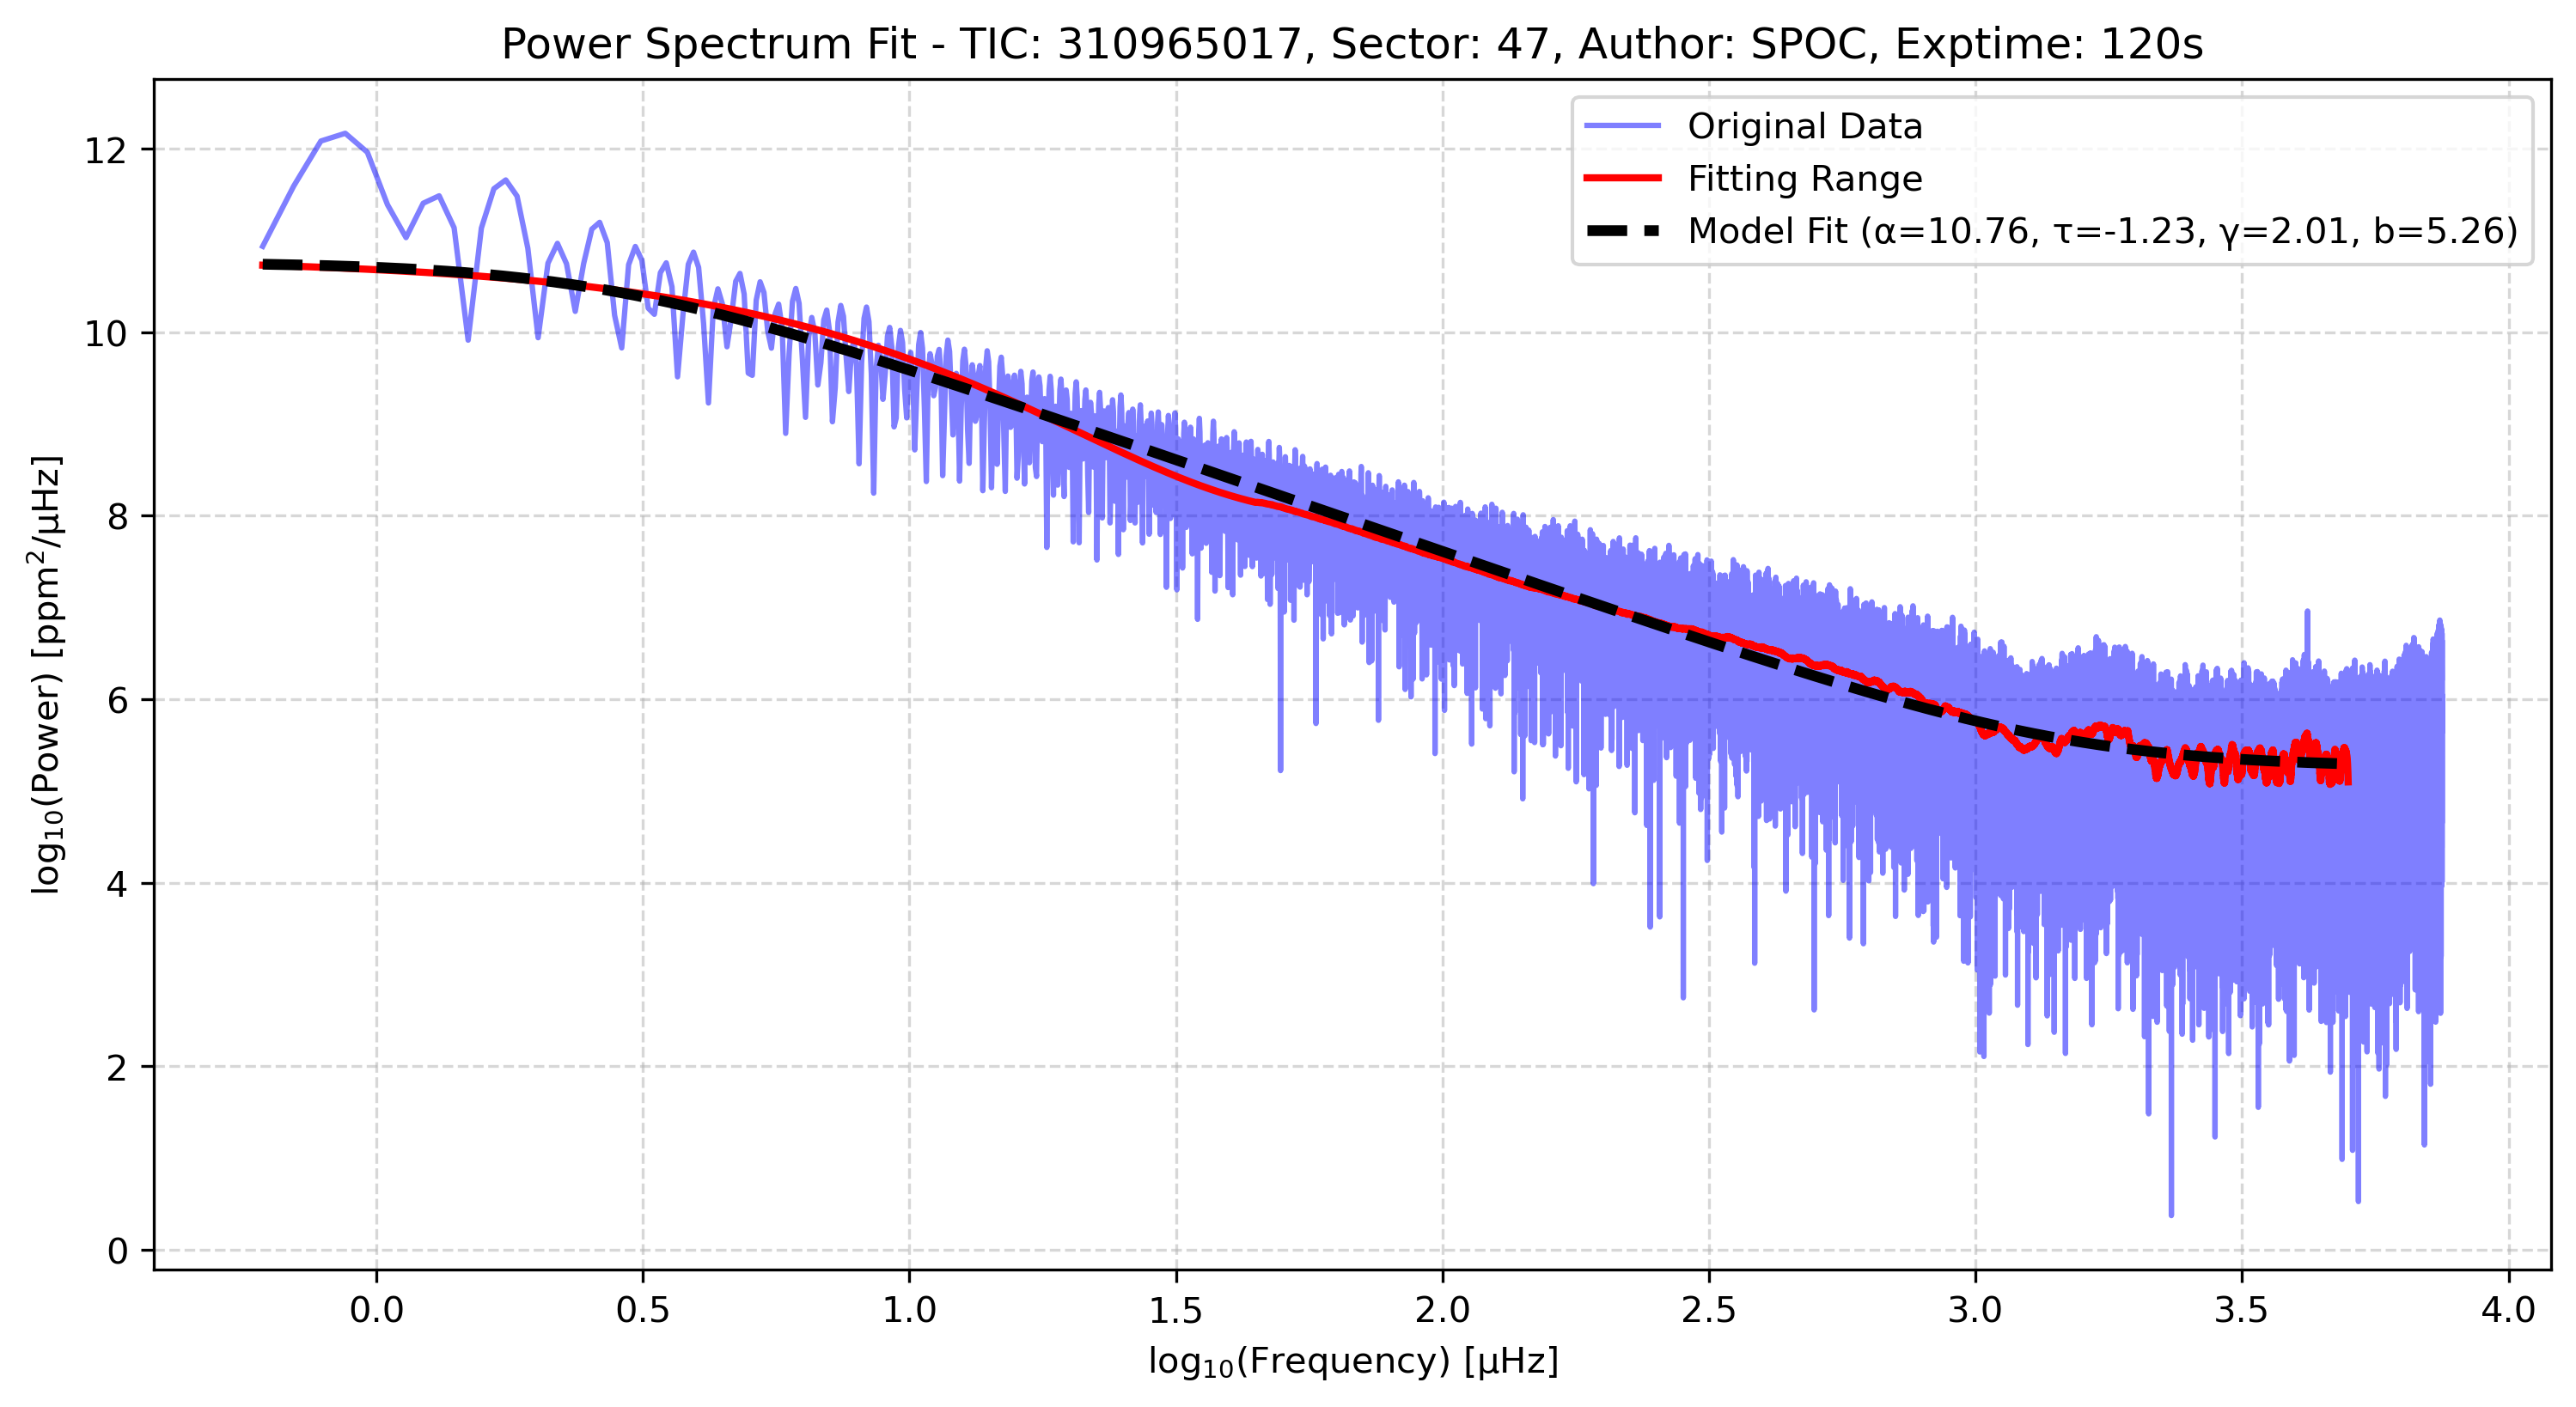 Power Spectrum Fit - TIC: 310965017, Sector: 47, Author: SPOC, Exptime: 120s
Original Data
Fitting Range
Model Fit (α=10.76, τ=-1.23, γ=2.01, b=5.26)
log₁₀(Power) [ppm²/μHz]
12
10
8
6
4
2
0
0.0 0.5 1.0 1.5 2.0 2.5 3.0 3.5 4.0
log₁₀(Frequency) [μHz]